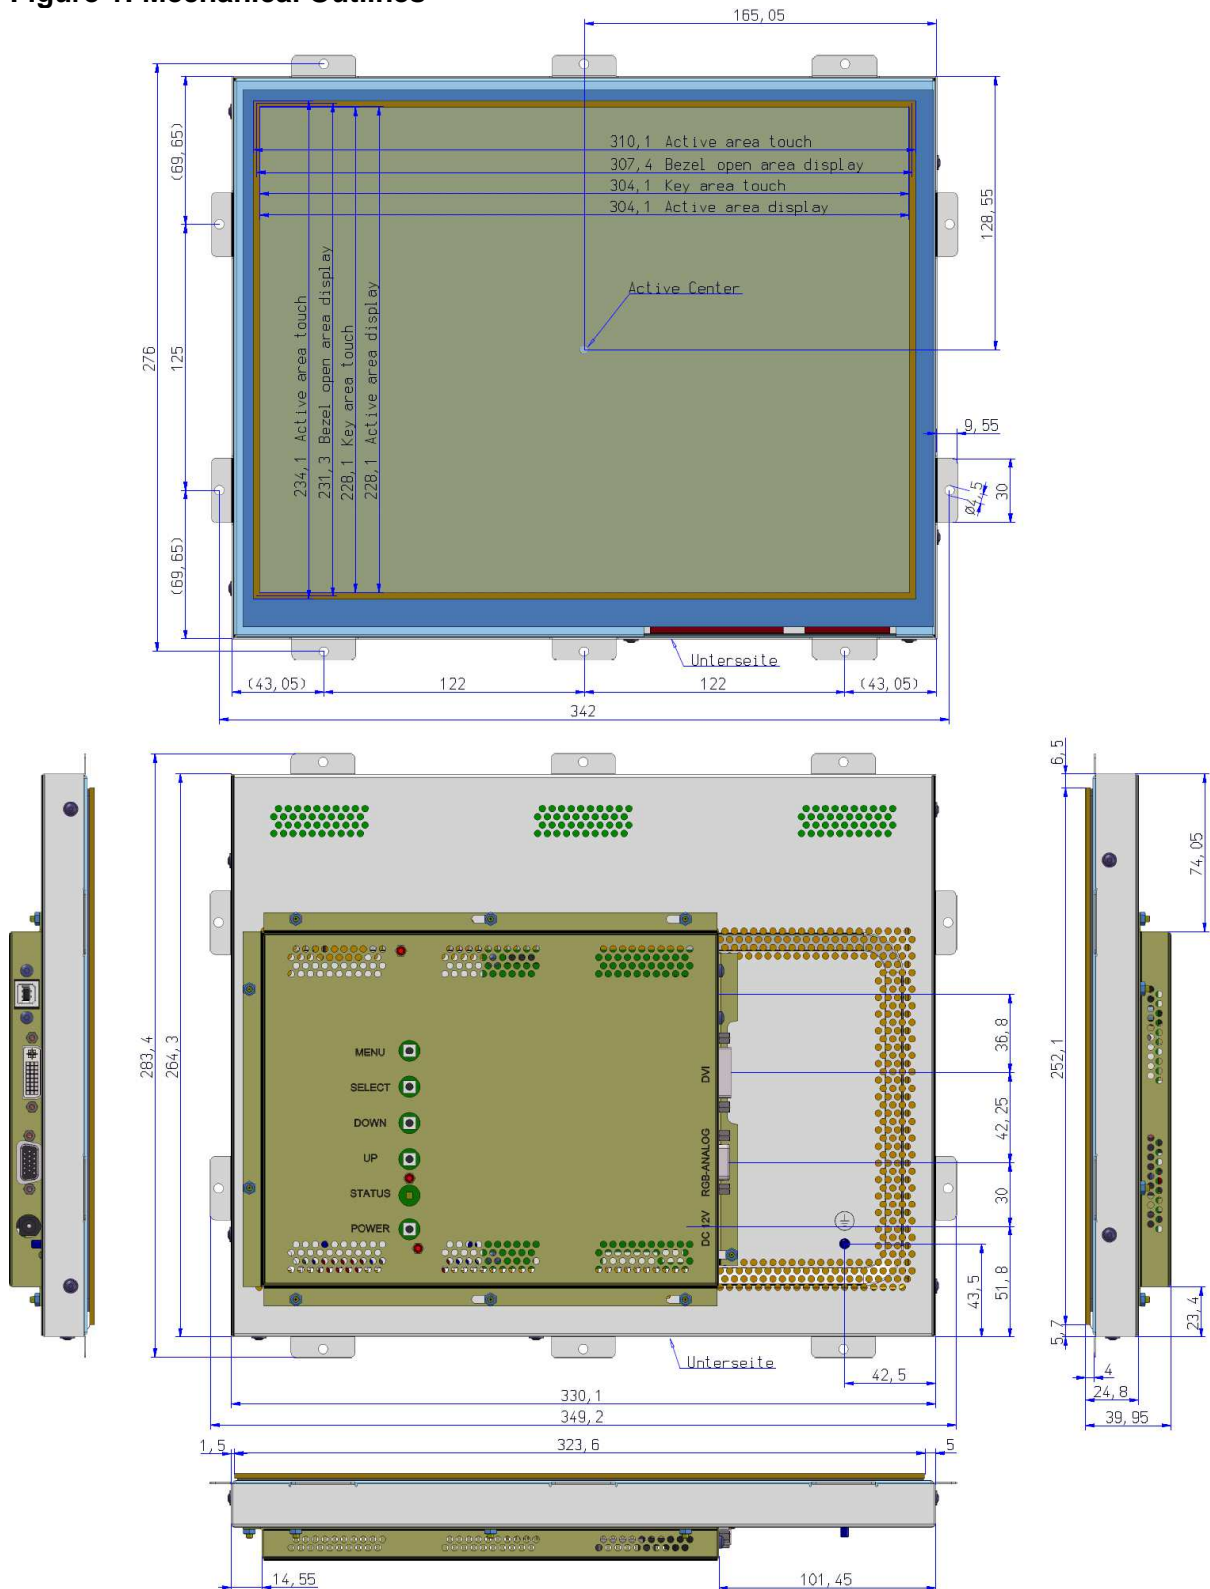 Figure 1: Mechanical Outlines
165,05
(69,65)
128,55
310,1 Active area touch
307,4 Bezel open area display
304,1 Key area touch
304,1 Active area display
Active Center
276
125
234,1 Active area touch
231,3 Bezel open area display
228,1 Key area touch
228,1 Active area display
9,55
ø4,5
30
(69,65)
Unterseite
(43,05)
122
122
(43,05)
342
6,5
74,05
283,4
264,3
252,1
36,8
MENU
DVI
SELECT
42,25
DOWN
UP
RGB-ANALOG
30
STATUS
POWER
DC 12V
43,5
51,8
23,4
5,7
Unterseite
42,5
4
330,1
24,8
349,2
39,95
1,5
323,6
5
14,55
101,45